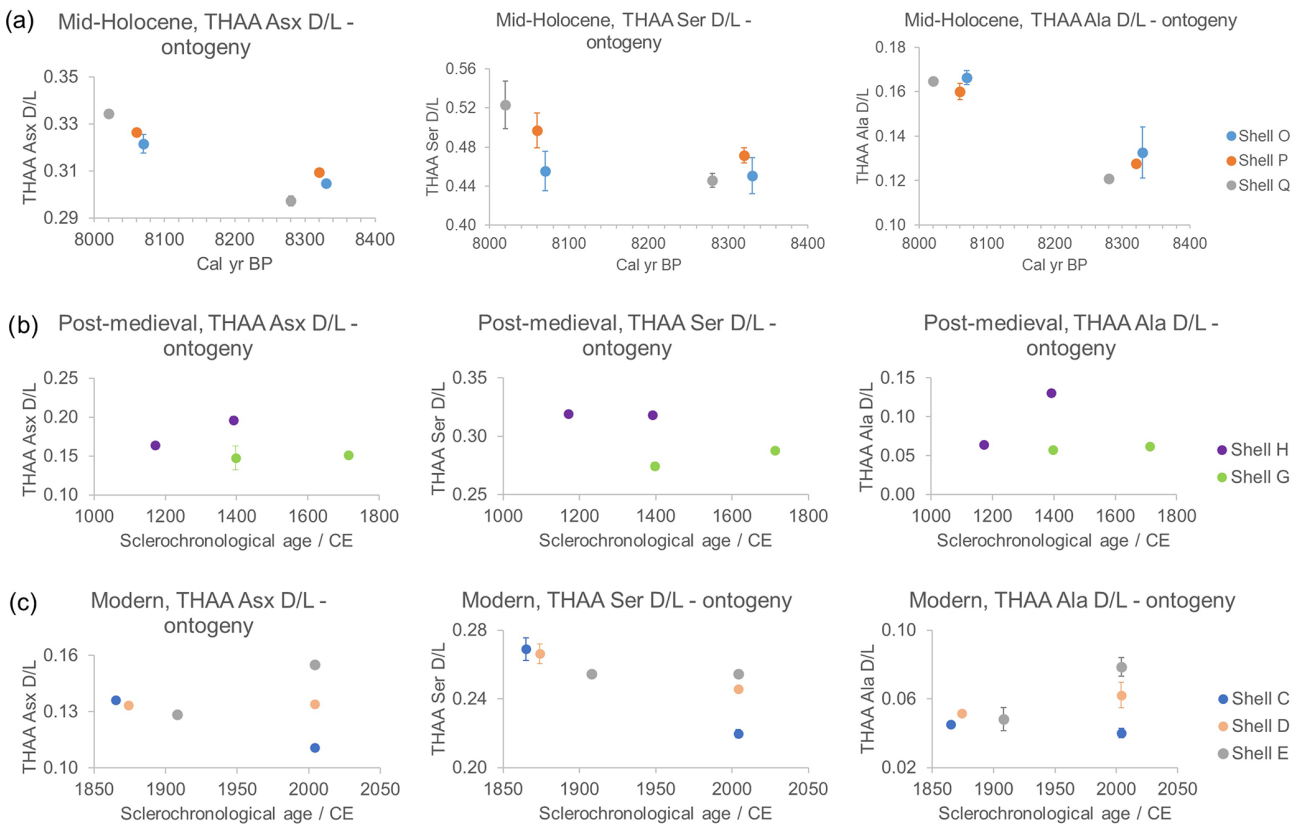 (a)
Mid-Holocene, THAA Asx D/L -
ontogeny
THAA Asx D/L
0.35
0.33
0.31
0.29
8000
8100
8200
8300
8400
Cal yr BP
Mid-Holocene, THAA Ser D/L -
ontogeny
THAA Ser D/L
0.56
0.52
0.48
0.44
0.40
8000
8100
8200
8300
8400
Cal yr BP
Mid-Holocene, THAA Ala D/L - ontogeny
THAA Ala D/L
0.18
0.16
0.14
0.12
0.10
8000
8100
8200
8300
8400
Cal yr BP
Shell O
Shell P
Shell Q
(b)
Post-medieval, THAA Asx D/L -
ontogeny
THAA Asx D/L
0.25
0.20
0.15
0.10
1000
1200
1400
1600
1800
Sclerochronological age / CE
Post-medieval, THAA Ser D/L -
ontogeny
THAA Ser D/L
0.35
0.30
0.25
1000
1200
1400
1600
1800
Sclerochronological age / CE
Post-medieval, THAA Ala D/L -
ontogeny
THAA Ala D/L
0.15
0.10
0.05
0.00
1000
1200
1400
1600
1800
Sclerochronological age / CE
Shell H
Shell G
(c)
Modern, THAA Asx D/L -
ontogeny
THAA Asx D/L
0.16
0.13
0.10
1850
1900
1950
2000
2050
Sclerochronological age / CE
Modern, THAA Ser D/L - ontogeny
THAA Ser D/L
0.28
0.24
0.20
1850
1900
1950
2000
2050
Sclerochronological age / CE
Modern, THAA Ala D/L - ontogeny
THAA Ala D/L
0.10
0.06
0.02
1850
1900
1950
2000
2050
Sclerochronological age / CE
Shell C
Shell D
Shell E